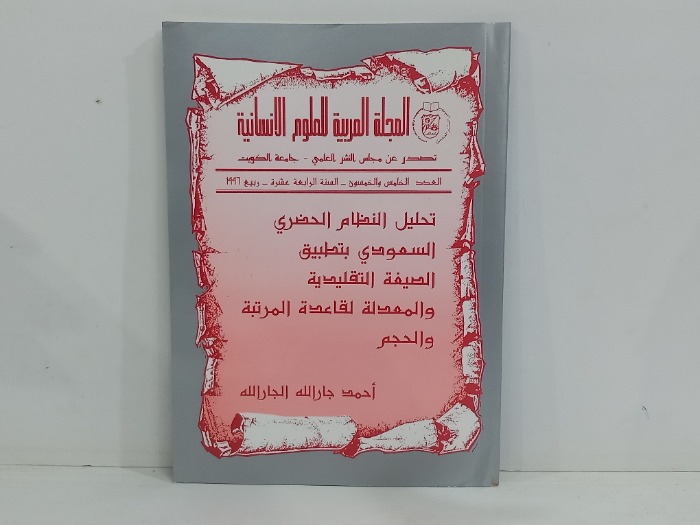 المجلة العربية للعلوم الانسانية
تصدر عن مجلس النشر العلمي - جامعة الكويت
العدد الخامس والخمسون - السنة الرابعة عشرة - ربيع ١٩٩٦
تحليل النظام الحضري
السعودي بتطبيق
الصيغة التقليدية
والمعدلة لقاعدة المرتبة
والحجم
أحمد جارالله الجارالله